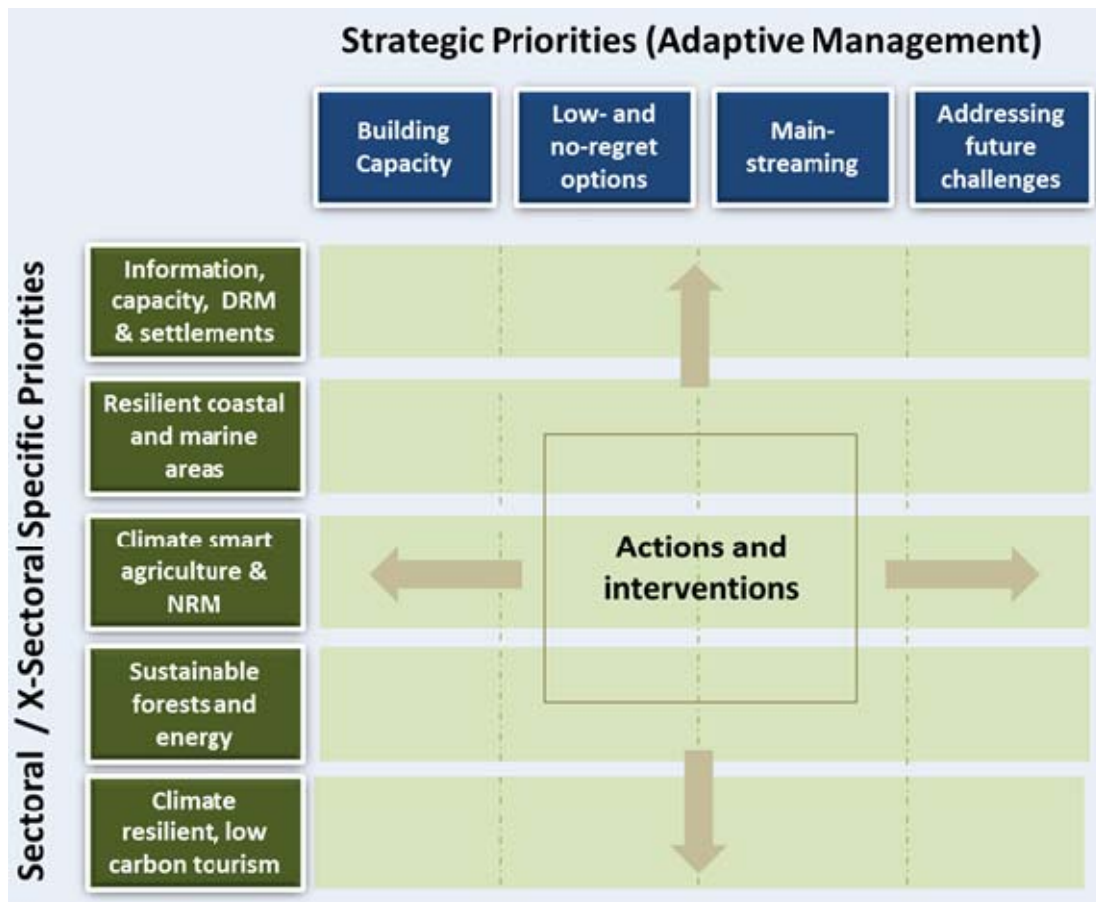 Strategic Priorities (Adaptive Management)
Building
Capacity
Low- and
no-regret
options
Main-
streaming
Addressing
future
challenges
Sectoral / X-Sectoral Specific Priorities
Information,
capacity, DRM
& settlements
Resilient coastal
and marine
areas
Climate smart
agriculture &
NRM
Actions and
interventions
Sustainable
forests and
energy
Climate
resilient, low
carbon tourism